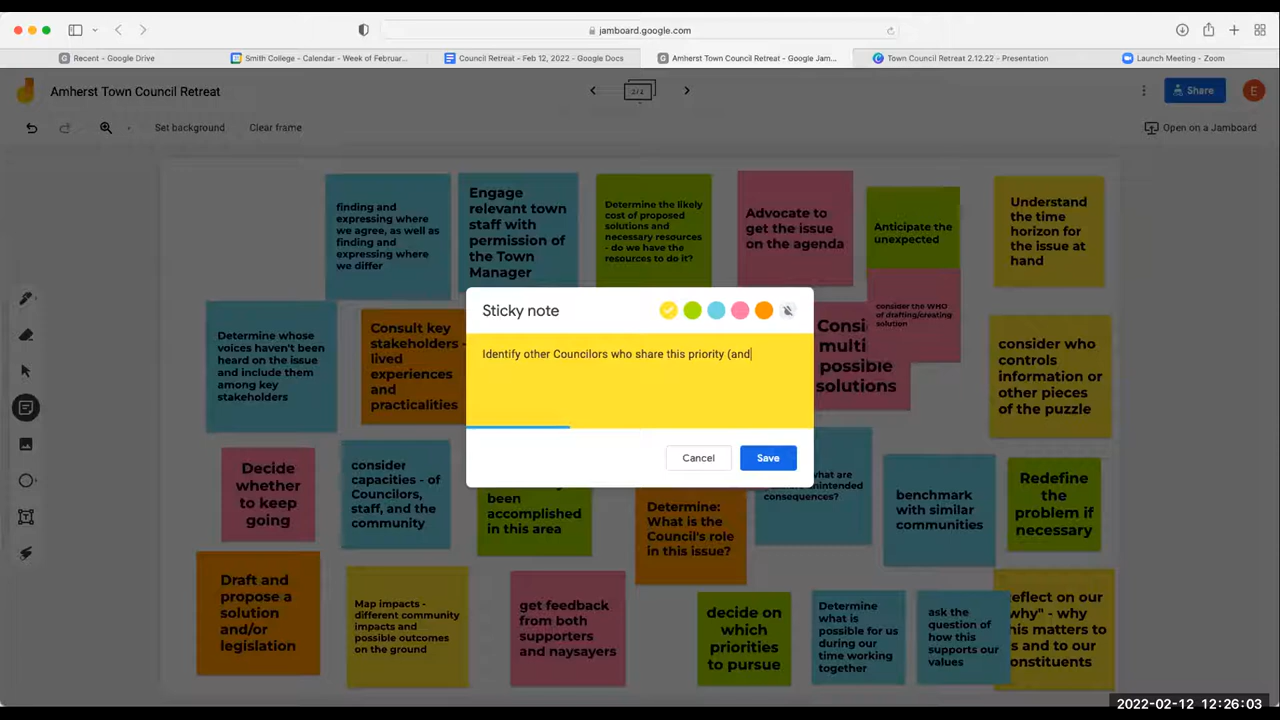 jamboard.google.com
Recent - Google Drive
Smith College - Calendar - Week of Februar...
Council Retreat - Feb 12, 2022 - Google Docs
Amherst Town Council Retreat - Google Jam...
Town Council Retreat 2.12.22 - Presentation
Launch Meeting - Zoom
Amherst Town Council Retreat
2 / 2
Share
E
Set background
Clear frame
Open on a Jamboard
finding and
expressing where
we agree, as well as
finding and
expressing where
we differ
Engage
relevant town
staff with
permission of
the Town
Manager
Determine the likely
cost of proposed
solutions and
necessary resources
- do we have the
resources to do it?
Advocate to
get the issue
on the agenda
Anticipate the
unexpected
Understand
the time
horizon for
the issue at
hand
Determine whose
voices haven't been
heard on the issue
and include them
among key
stakeholders
Consult key
stakeholders -
lived
experiences
and
practicalities
Sticky note
Identify other Councilors who share this priority (and
Cancel
Save
consider the WHO
of drafting/creating
solution
Consi
multi
possible
solutions
consider who
controls
information or
other pieces
of the puzzle
Decide
whether
to keep
going
consider
capacities - of
Councilors,
staff, and the
community
been
accomplished
in this area
Determine:
What is the
Council's role
in this issue?
what are
unintended
consequences?
benchmark
with similar
communities
Redefine
the
problem if
necessary
Draft and
propose a
solution
and/or
legislation
Map impacts -
different community
impacts and
possible outcomes
on the ground
get feedback
from both
supporters
and naysayers
decide on
which
priorities
to pursue
Determine
what is
possible for us
during our
time working
together
ask the
question of
how this
supports our
values
eflect on our
why" - why
his matters to
s and to our
onstituents
2022-02-12 12:26:03